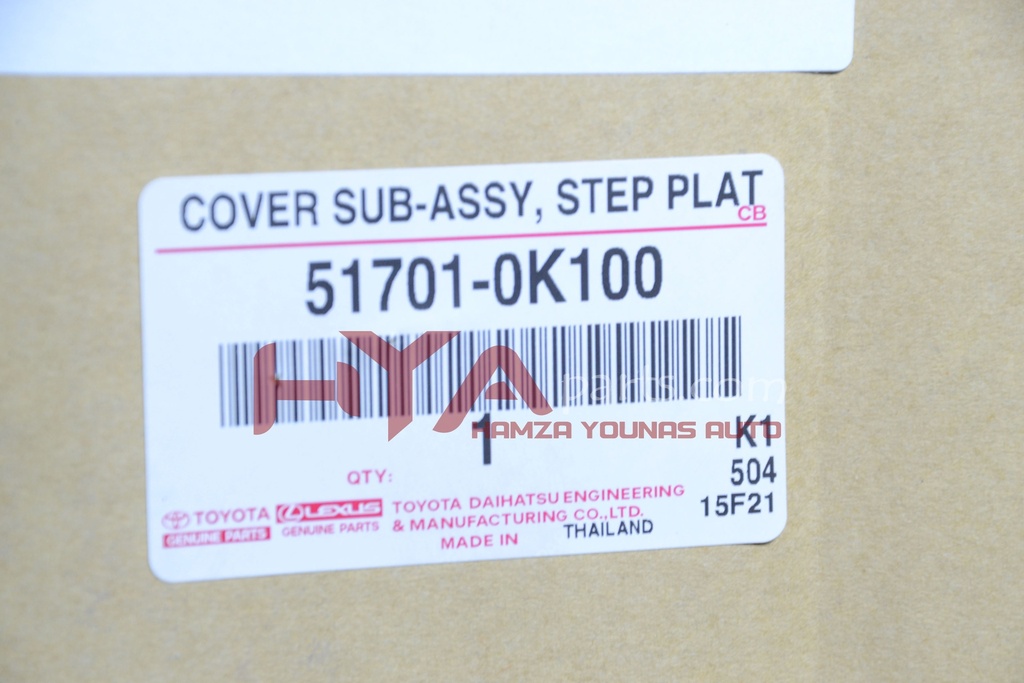 COVER SUB-ASSY, STEP PLAT
CB
51701-0K100
HYA parts.com
HAMZA YOUNAS AUTO
1
K1
QTY:
504
15F21
TOYOTA
GENUINE PARTS
LEXUS
GENUINE PARTS
TOYOTA DAIHATSU ENGINEERING
& MANUFACTURING CO.,LTD.
MADE IN THAILAND